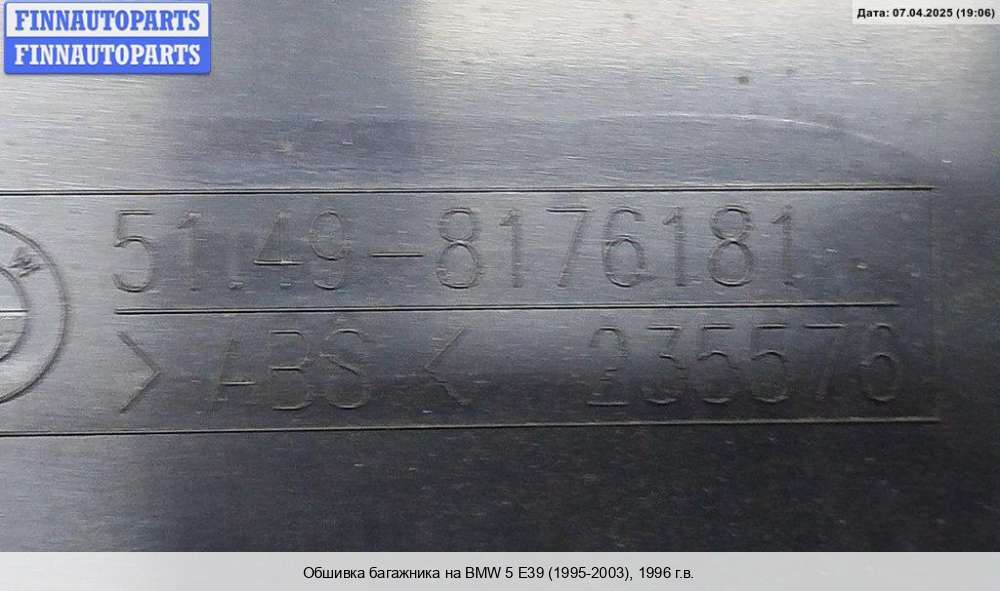 FINNAUTOPARTS
FINNAUTOPARTS
Дата: 07.04.2025 (19:06)
51.49-8176181
>ABS< 235576
Обшивка багажника на BMW 5 E39 (1995-2003), 1996 г.в.